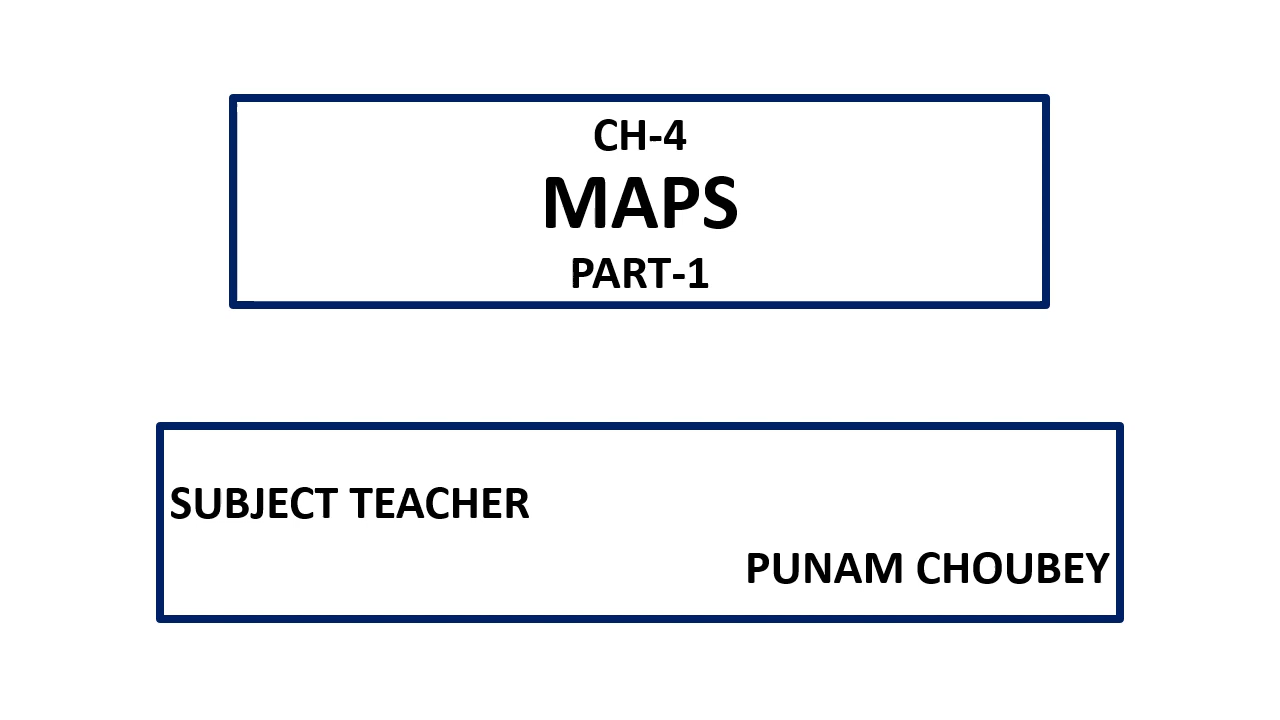 CH-4
MAPS
PART-1
SUBJECT TEACHER
PUNAM CHOUBEY